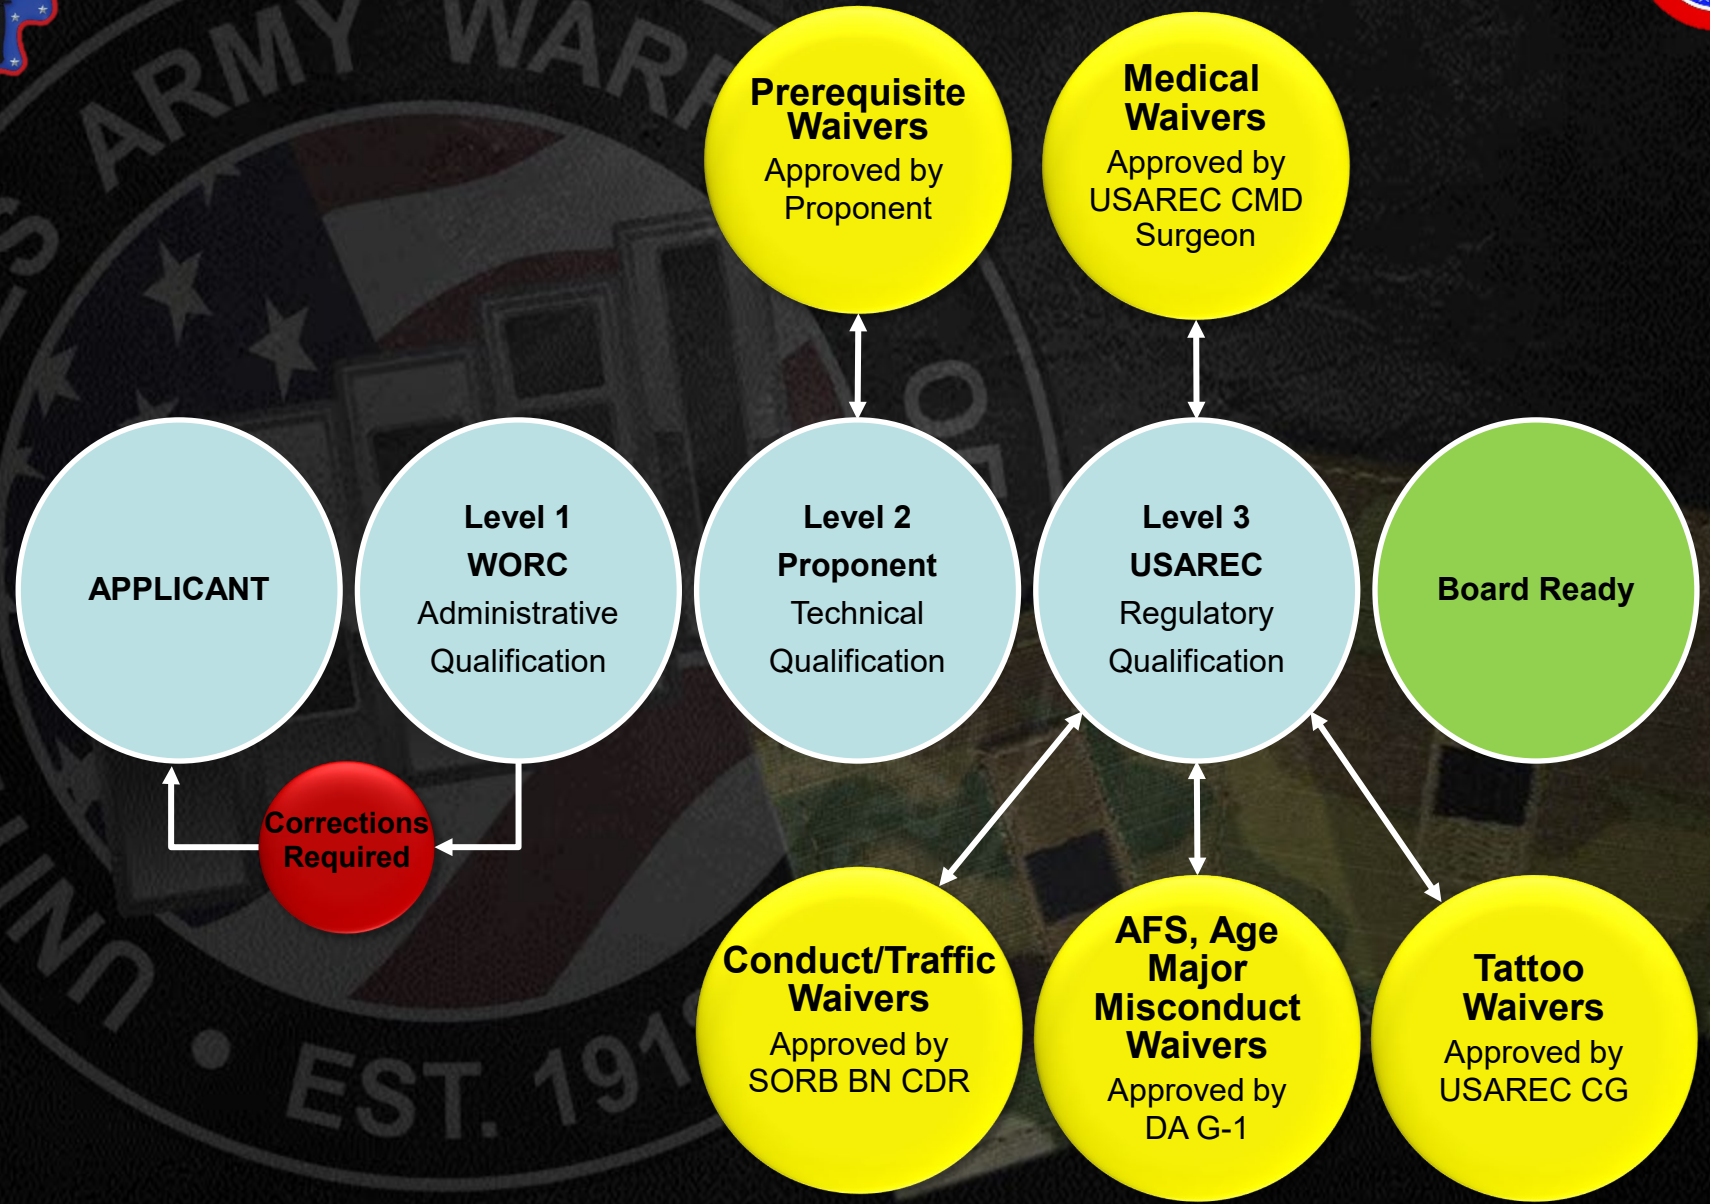 ARMY WAR
EST. 191
Prerequisite
Waivers
Approved by
Proponent
Medical
Waivers
Approved by
USAREC CMD
Surgeon
APPLICANT
Level 1
WORC
Administrative
Qualification
Level 2
Proponent
Technical
Qualification
Level 3
USAREC
Regulatory
Qualification
Board Ready
Corrections
Required
Conduct/Traffic
Waivers
Approved by
SORB BN CDR
AFS, Age
Major
Misconduct
Waivers
Approved by
DA G-1
Tattoo
Waivers
Approved by
USAREC CG